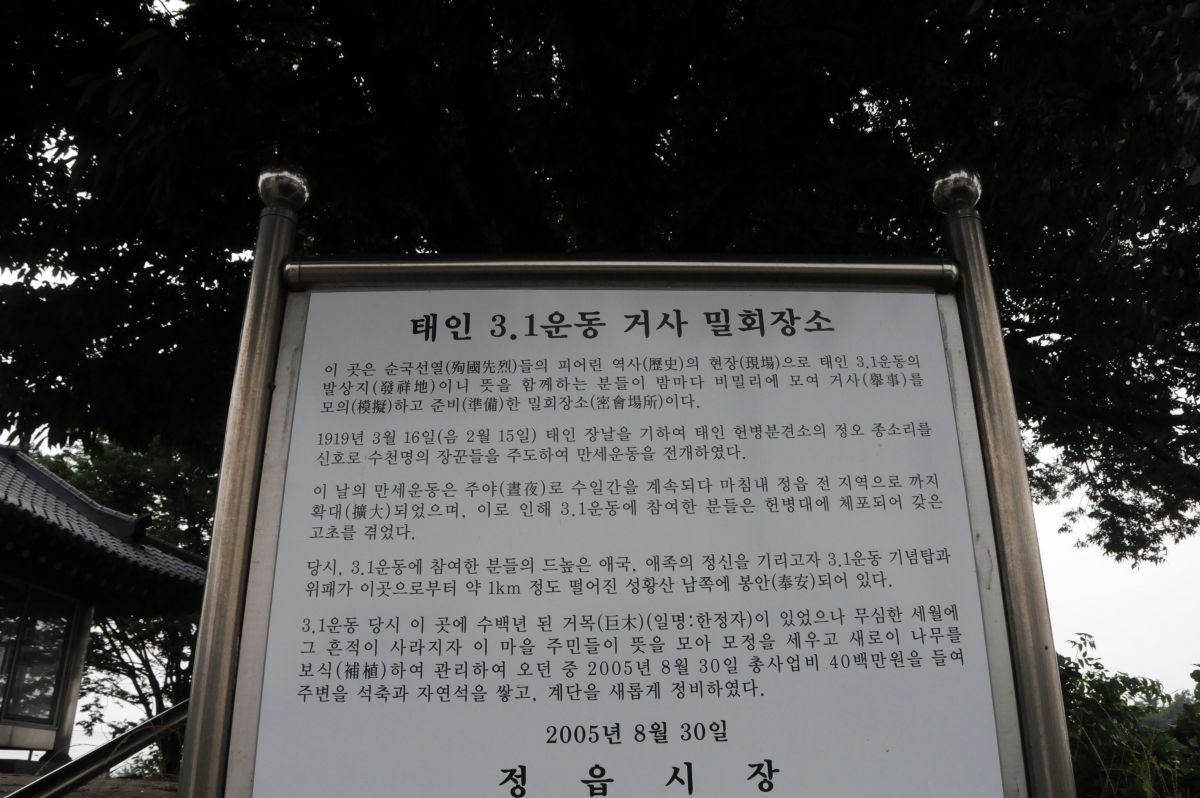 태인 3.1운동 거사 밀회장소
이 곳은 순국선열(殉國先烈)들의 피어린 역사(歷史)의 현장(現場)으로 태인 3.1운동의
발상지(發祥地)이니 뜻을 함께하는 분들이 밤마다 비밀리에 모여 거사(擧事)를
모의(模擬)하고 준비(準備)한 밀회장소(密會場所)이다.
1919년 3월 16일(음 2월 15일) 태인 장날을 기하여 태인 헌병분견소의 정오 종소리를
신호로 수천명의 장꾼들을 주도하여 만세운동을 전개하였다.
이 날의 만세운동은 주야(晝夜)로 수일간을 계속되다 마침내 정읍 전 지역으로 까지
확대(擴大)되었으며, 이로 인해 3.1운동에 참여한 분들은 헌병대에 체포되어 갖은
고초를 겪었다.
당시, 3.1운동에 참여한 분들의 드높은 애국, 애족의 정신을 기리고자 3.1운동 기념탑과
위패가 이곳으로부터 약 1km 정도 떨어진 성황산 남쪽에 봉안(奉安)되어 있다.
3.1운동 당시 이 곳에 수백년 된 거목(巨木)(일명:한정자)이 있었으나 무심한 세월에
그 흔적이 사라지자 이 마을 주민들이 뜻을 모아 모정을 세우고 새로이 나무를
보식(補植)하여 관리하여 오던 중 2005년 8월 30일 총사업비 40백만원을 들여
주변을 석축과 자연석을 쌓고, 계단을 새롭게 정비하였다.
2005년 8월 30일
정 읍 시 장